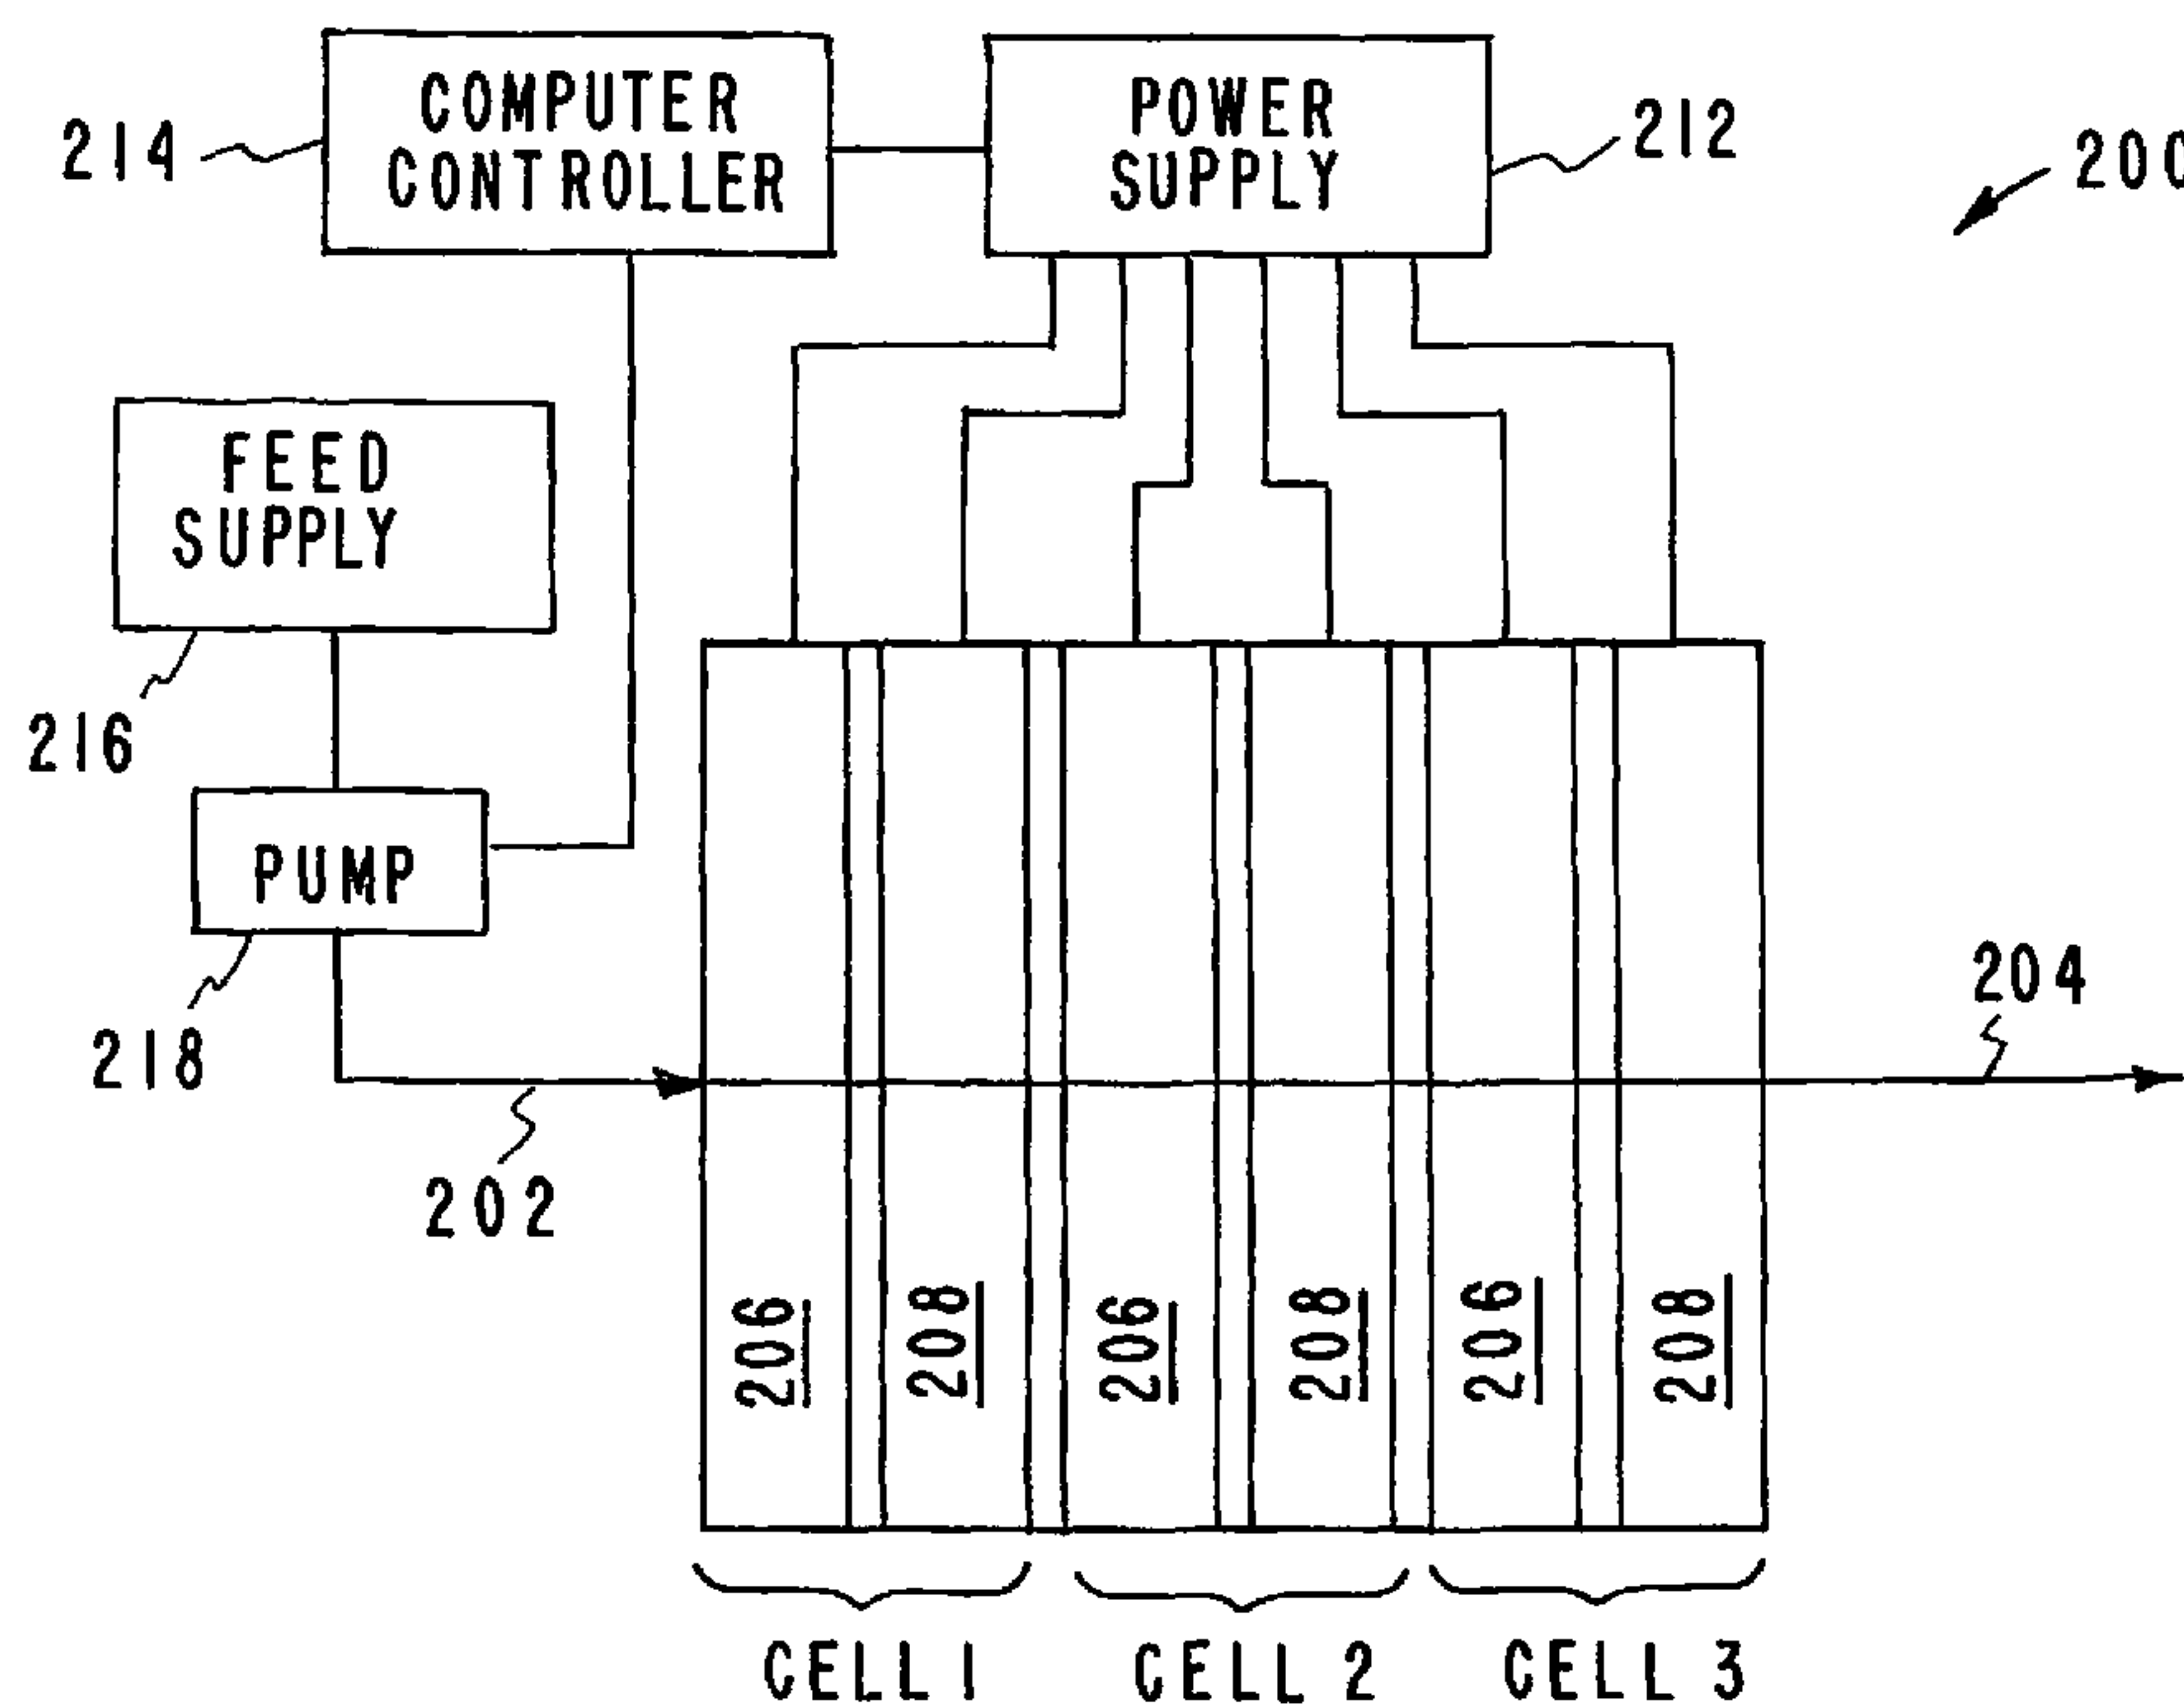 COMPUTER
CONTROLLER
POWER
SUPPLY
214
212
200
FEED
SUPPLY
216
PUMP
218
204
202
206
208
206
208
206
208
CELL 1
CELL 2
CELL 3